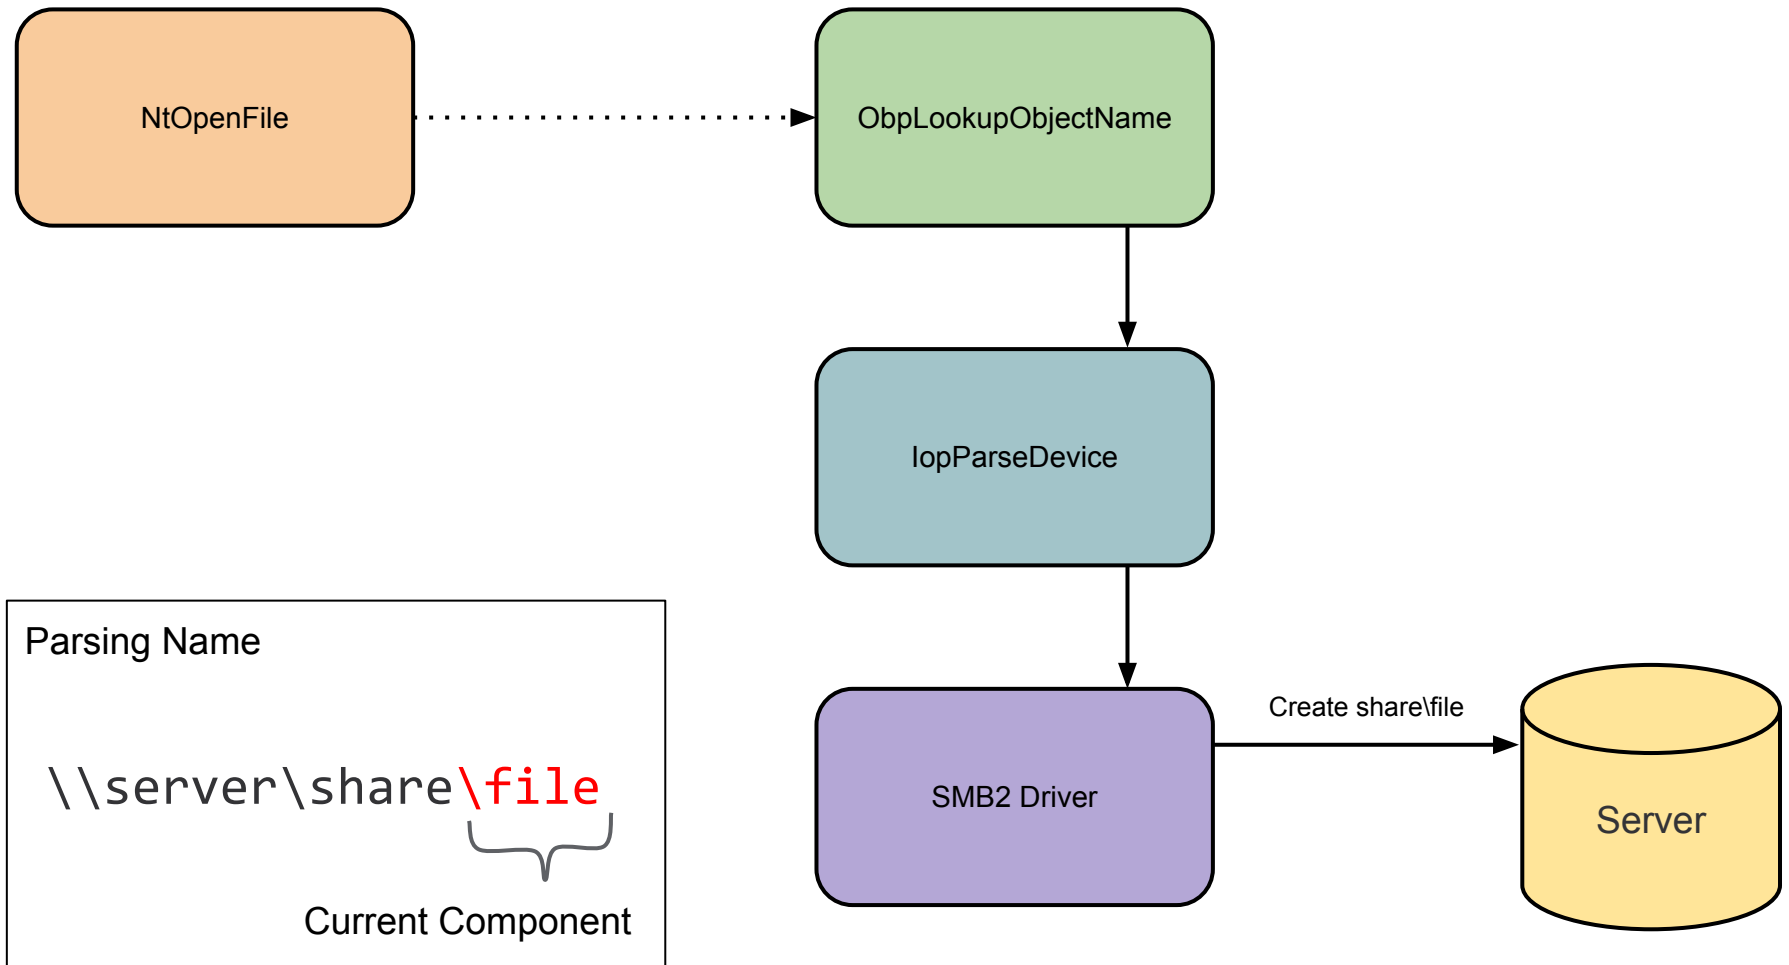 NtOpenFile
ObpLookupObjectName
IopParseDevice
Parsing Name
\\server\share\file
Current Component
SMB2 Driver
Create share\file
Server